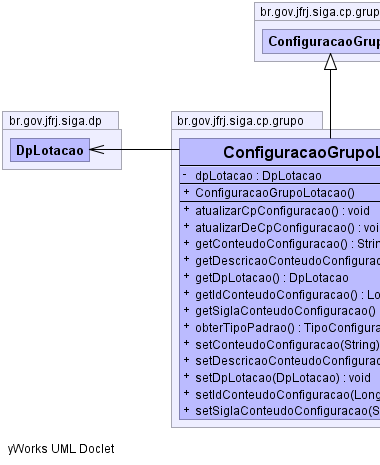 br.gov.jfrj.siga.cp.grupo
ConfiguracaoGrupo
br.gov.jfrj.siga.dp
DpLotacao
br.gov.jfrj.siga.cp.grupo
ConfiguracaoGrupoL
- dpLotacao : DpLotacao
+ ConfiguracaoGrupoLotacao()
+ atualizarCpConfiguracao() : void
+ atualizarDeCpConfiguracao() : voi
+ getConteudoConfiguracao() : Strin
+ getDescricaoConteudoConfigurac
+ getDpLotacao() : DpLotacao
+ getIdConteudoConfiguracao() : Lo
+ getSiglaConteudoConfiguracao()
+ obterTipoPadrao() : TipoConfigura
+ setConteudoConfiguracao(String)
+ setDescricaoConteudoConfigurac
+ setDpLotacao(DpLotacao) : void
+ setIdConteudoConfiguracao(Long
+ setSiglaConteudoConfiguracao(S
yWorks UML Doclet